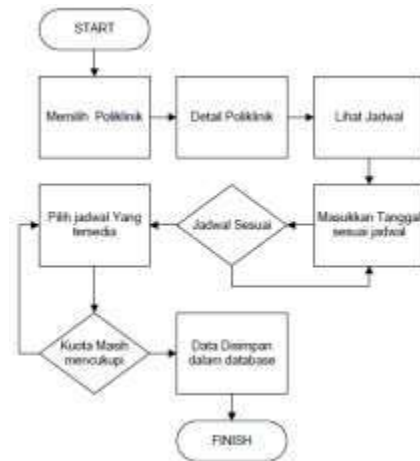 START
Memilih Poliklinik
Detail Poliklinik
Lihat Jadwal
Masukkan Tanggal
sesuai jadwal
Jadwal Sesuai
Pilih jadwal Yang
tersedia
Kuota Masih
mencukupi
Data Disimpan
dalam database
FINISH